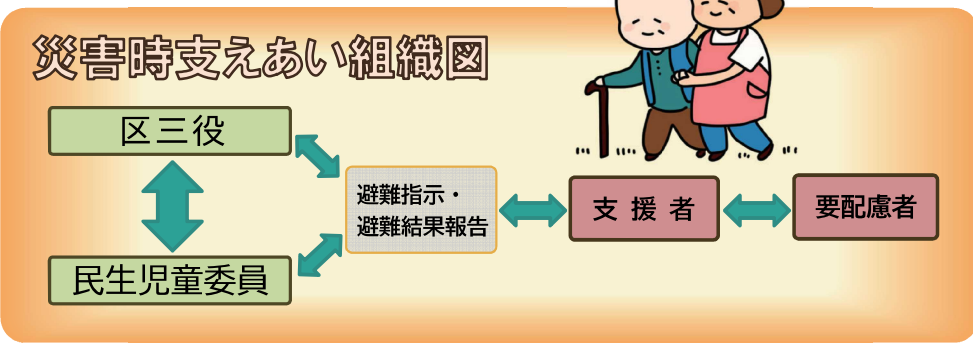 災害時支えあい組織図
区三役
避難指示・
避難結果報告
支援者
要配慮者
民生児童委員